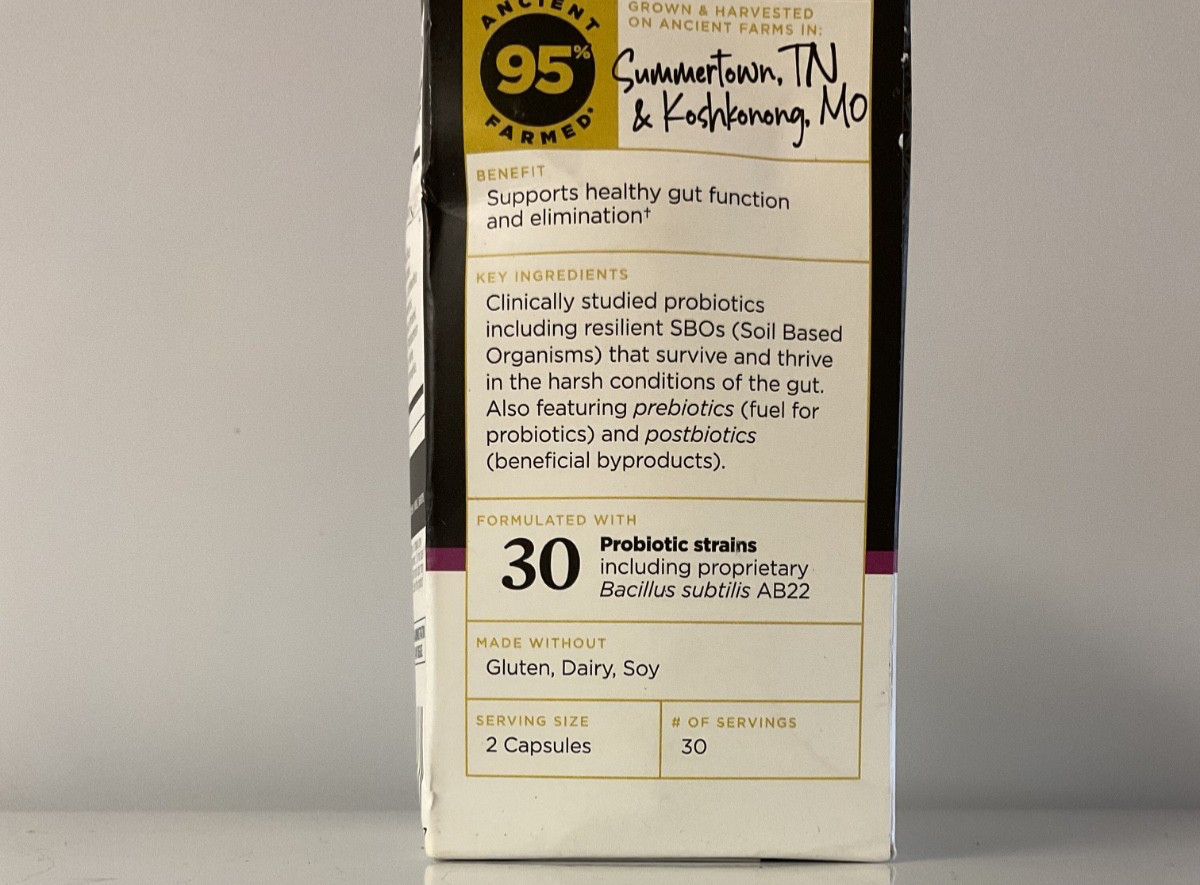 ANCIENT
95%
FARMED*
GROWN & HARVESTED
ON ANCIENT FARMS IN:
Summertown, TN
& Koshkonong, MO
BENEFIT
Supports healthy gut function
and elimination†
KEY INGREDIENTS
Clinically studied probiotics
including resilient SBOs (Soil Based
Organisms) that survive and thrive
in the harsh conditions of the gut.
Also featuring prebiotics (fuel for
probiotics) and postbiotics
(beneficial byproducts).
FORMULATED WITH
30
Probiotic strains
including proprietary
Bacillus subtilis AB22
MADE WITHOUT
Gluten, Dairy, Soy
SERVING SIZE
2 Capsules
# OF SERVINGS
30